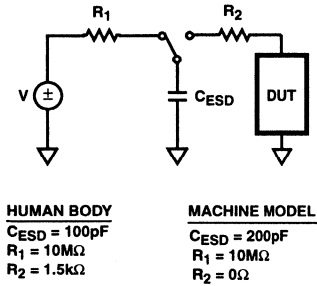 R1
R2
V
±
CESD
DUT
HUMAN BODY
CESD = 100pF
R1 = 10MΩ
R2 = 1.5kΩ
MACHINE MODEL
CESD = 200pF
R1 = 10MΩ
R2 = 0Ω